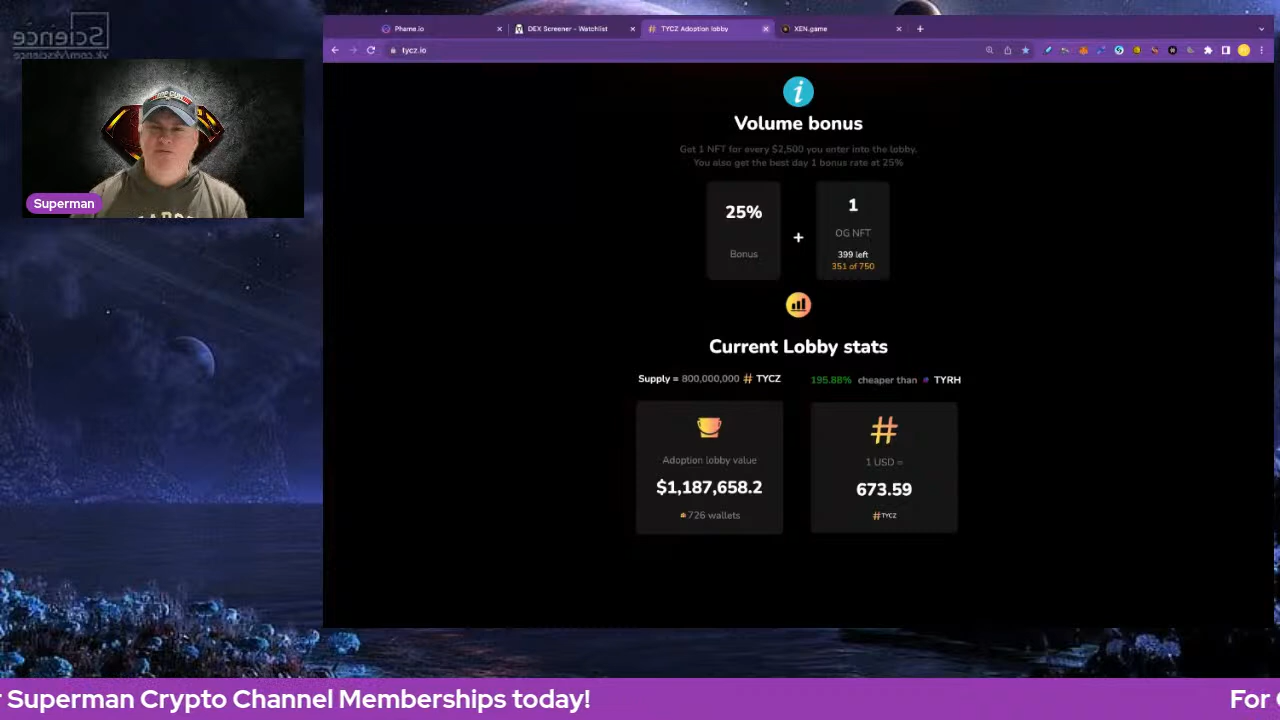 Science
vk.com/vkscience
Superman
Phame.io
DEX Screener - Watchlist
TYCZ Adoption lobby
XEN.game
tycz.io
Volume bonus
Get 1 NFT for every $2,500 you enter into the lobby.
You also get the best day 1 bonus rate at 25%
25%
Bonus
+
1
OG NFT
399 left
351 of 750
Current Lobby stats
Supply = 800,000,000 # TYCZ
195.88% cheaper than TYRH
Adoption lobby value
$1,187,658.2
726 wallets
#
1 USD =
673.59
#TYCZ
r Superman Crypto Channel Memberships today!
For